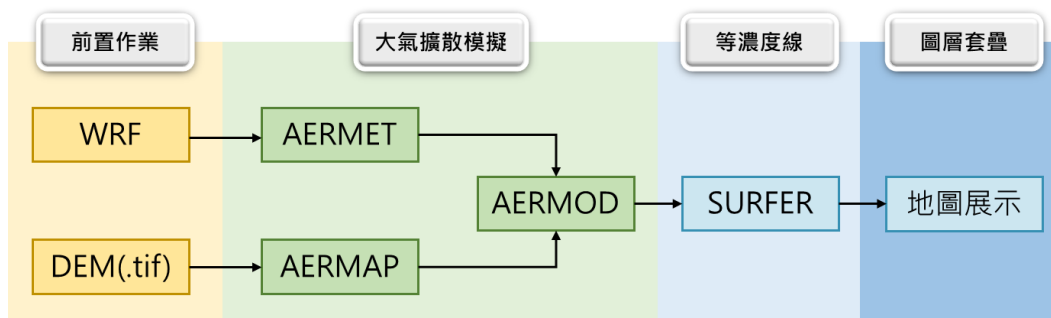 前置作業
大氣擴散模擬
等濃度線
圖層套疊
WRF
AERMET
AERMOD
SURFER
地圖展示
DEM(.tif)
AERMAP